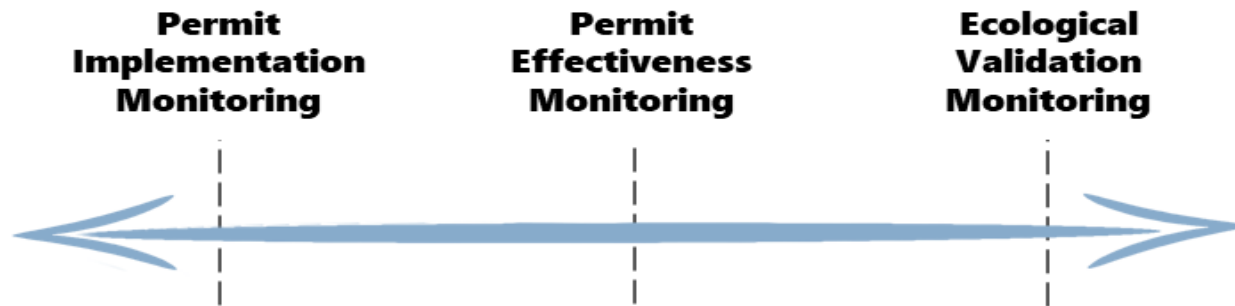 Permit
Implementation
Monitoring
Permit
Effectiveness
Monitoring
Ecological
Validation
Monitoring